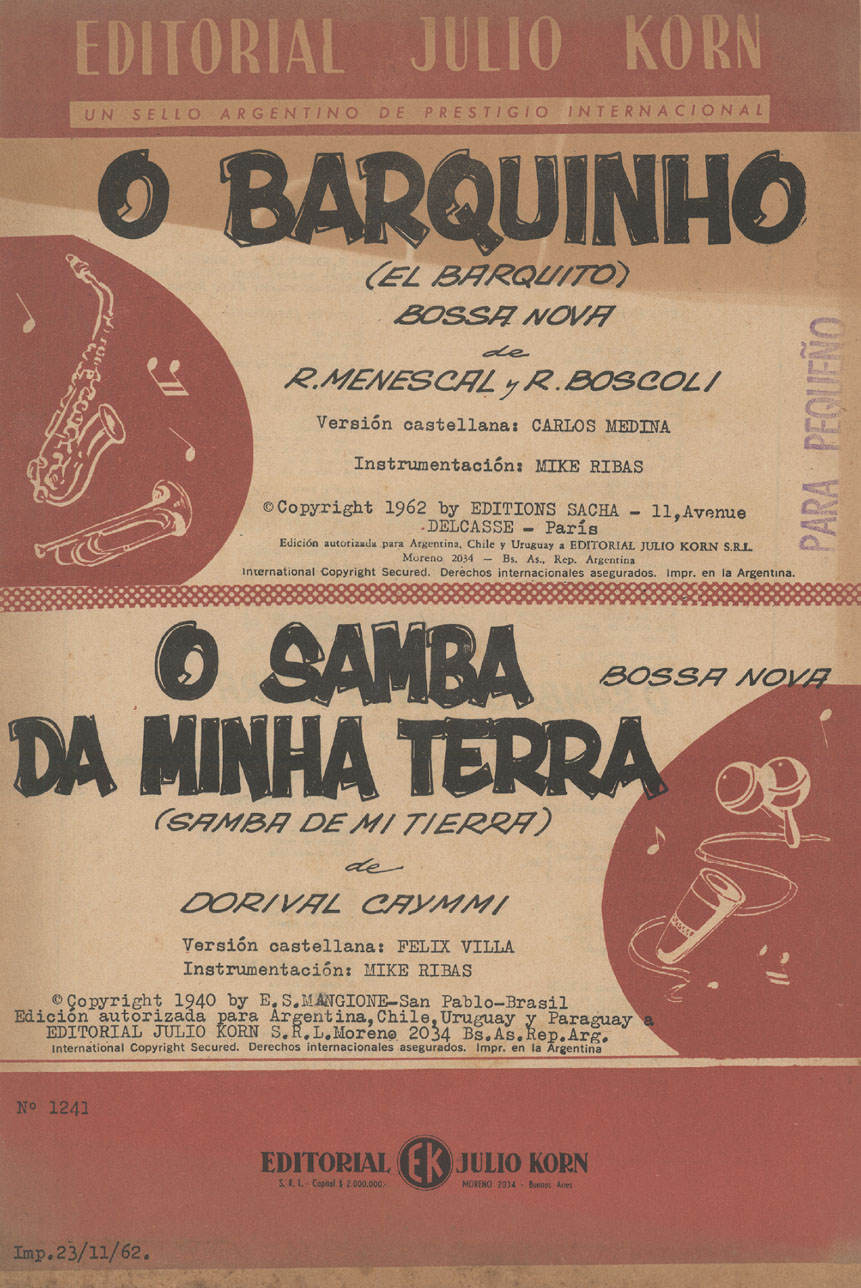 EDITORIAL JULIO KORN
UN SELLO ARGENTINO DE PRESTIGIO INTERNACIONAL
O BARQUINHO
(EL BARQUITO)
BOSSA NOVA
de
R. MENESCAL y R. BOSCOLI
Versión castellana: CARLOS MEDINA
Instrumentación: MIKE RIBAS
©Copyright 1962 by EDITIONS SACHA - 11,Avenue
DELCASSE - París
Edición autorizada para Argentina, Chile y Uruguay a EDITORIAL JULIO KORN S.R.L.
Moreno 2034 — Bs. As., Rep. Argentina
International Copyright Secured. Derechos internacionales asegurados. Impr. en la Argentina.
PARA PEQUEÑO
O SAMBA
BOSSA NOVA
DA MINHA TERRA
(SAMBA DE MI TIERRA)
de
DORIVAL CAYMMI
Versión castellana: FELIX VILLA
Instrumentación: MIKE RIBAS
©Copyright 1940 by E.S.MANGIONE-San Pablo-Brasil
Edición autorizada para Argentina,Chile,Uruguay y Paraguay a
EDITORIAL JULIO KORN S.R.L.Moreno 2034 Bs.As.Rep.Arg.
International Copyright Secured. Derechos internacionales asegurados. Impr. en la Argentina
Nº 1241
EDITORIAL EK JULIO KORN
S. R. L. - Capital $ 2.000.000.- MORENO 2034 - Buenos Aires
Imp.23/11/62.